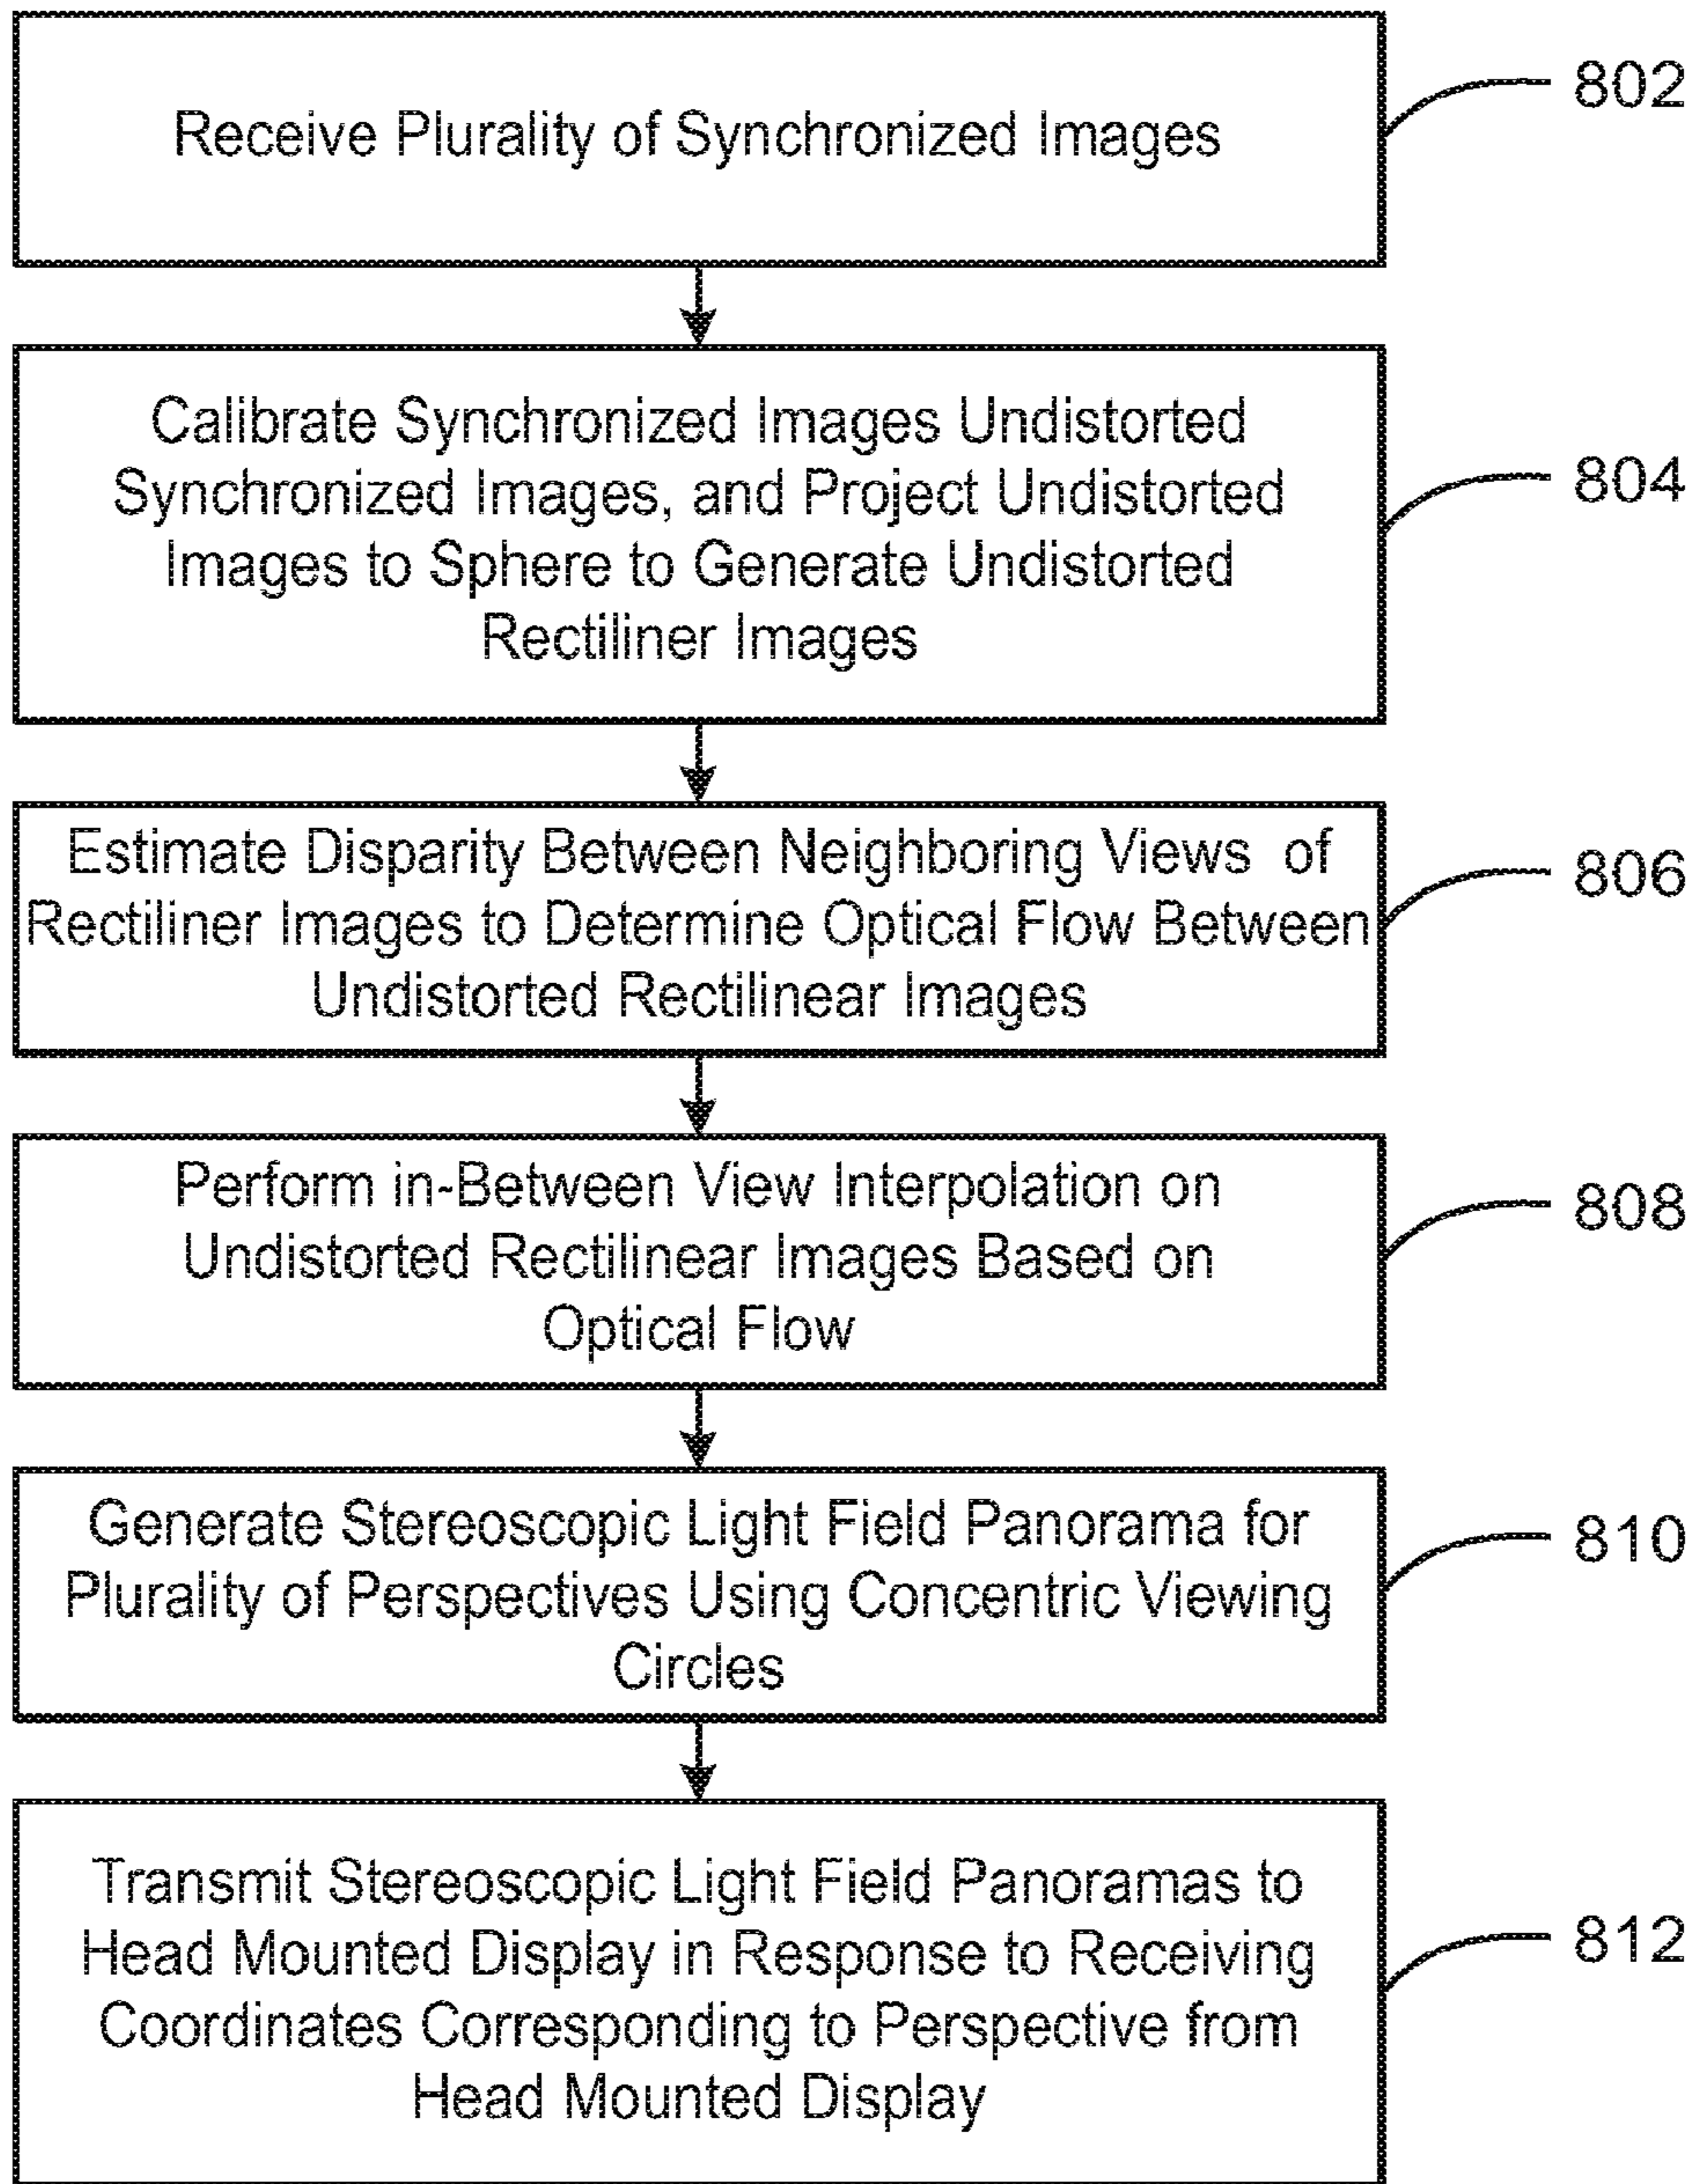 Receive Plurality of Synchronized Images
802
Calibrate Synchronized Images Undistorted
Synchronized Images, and Project Undistorted
Images to Sphere to Generate Undistorted
Rectiliner Images
804
Estimate Disparity Between Neighboring Views of
Rectiliner Images to Determine Optical Flow Between
Undistorted Rectilinear Images
806
Perform in-Between View Interpolation on
Undistorted Rectilinear Images Based on
Optical Flow
808
Generate Stereoscopic Light Field Panorama for
Plurality of Perspectives Using Concentric Viewing
Circles
810
Transmit Stereoscopic Light Field Panoramas to
Head Mounted Display in Response to Receiving
Coordinates Corresponding to Perspective from
Head Mounted Display
812